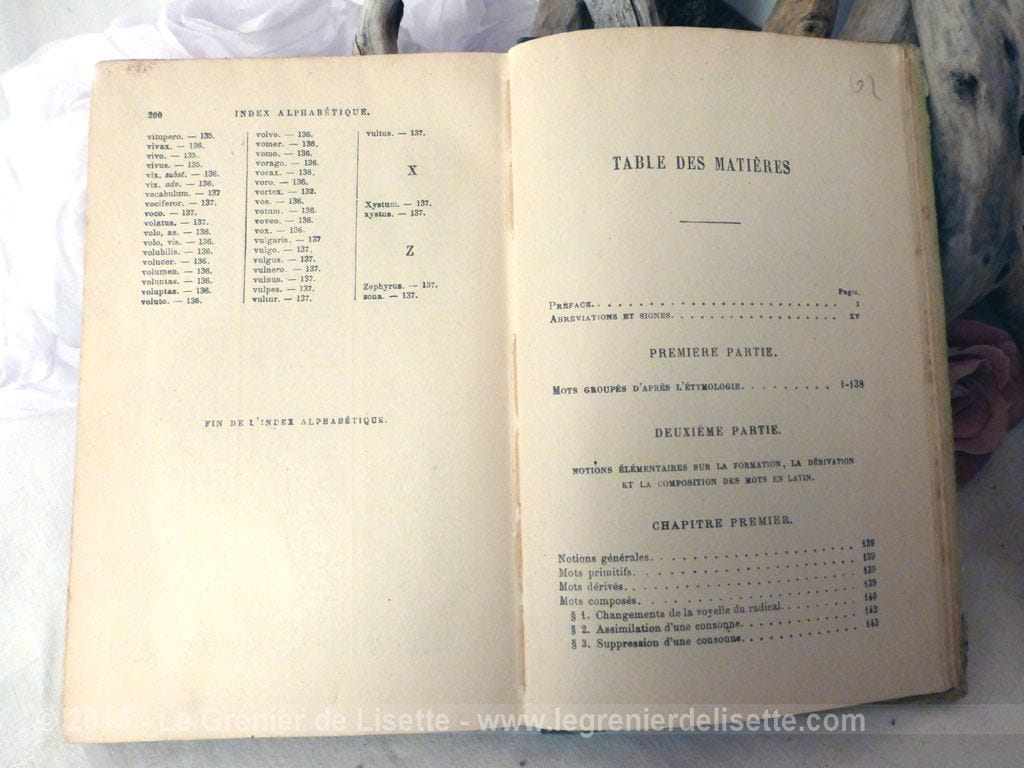 200 INDEX ALPHABÉTIQUE.
vitupero. — 135.
vivax. — 136.
vivo. — 135.
vivus. — 135.
vix, subst. — 136.
vix, adv. — 136.
vocabulum. — 137
vociferor. — 137.
voco. — 137.
volatus. — 137.
volo, as. — 136.
volo, vis. — 136.
volubilis. — 136.
volucer. — 136.
volumen. — 136.
voluntas. — 136.
voluptas. — 136.
voluto. — 136.
volvo. — 136.
vomer. — 136.
vomo. — 136.
vorago. — 136.
vorax. — 136.
voro. — 136.
vortex. — 132.
vos. — 136.
votum. — 136.
voveo. — 136.
vox. — 136.
vulgaris. — 137
vulgo. — 137.
vulgus. — 137.
vulnero. — 137.
vulnus. — 137.
vulpes. — 137.
vultur. — 137.
vultus. — 137.
X
Xystum. — 137.
xystus. — 137.
Z
Zephyrus. — 137.
zona. — 137.
FIN DE L'INDEX ALPHABÉTIQUE.
62
TABLE DES MATIÈRES
Pages.
PRÉFACE. . . . . . . . . . . . . . . . . . . . . . . . . I
ABRÉVIATIONS ET SIGNES. . . . . . . . . . . . . . . . . XV
PREMIERE PARTIE.
MOTS GROUPÉS D'APRÈS L'ÉTYMOLOGIE. . . . . . . . . 1-138
DEUXIÈME PARTIE.
NOTIONS ÉLÉMENTAIRES SUR LA FORMATION, LA DÉRIVATION
ET LA COMPOSITION DES MOTS EN LATIN.
CHAPITRE PREMIER.
Notions générales. . . . . . . . . . . . . . . . . . 139
Mots primitifs. . . . . . . . . . . . . . . . . . . 139
Mots dérivés. . . . . . . . . . . . . . . . . . . . 139
Mots composés. . . . . . . . . . . . . . . . . . . 139
§ 1. Changements de la voyelle du radical. . . . . . . 140
§ 2. Assimilation d'une consonne. . . . . . . . . . . 142
§ 3. Suppression d'une consonne. . . . . . . . . . . 143
© 2015 - Le Grenier de Lisette - www.legrenierdelisette.com